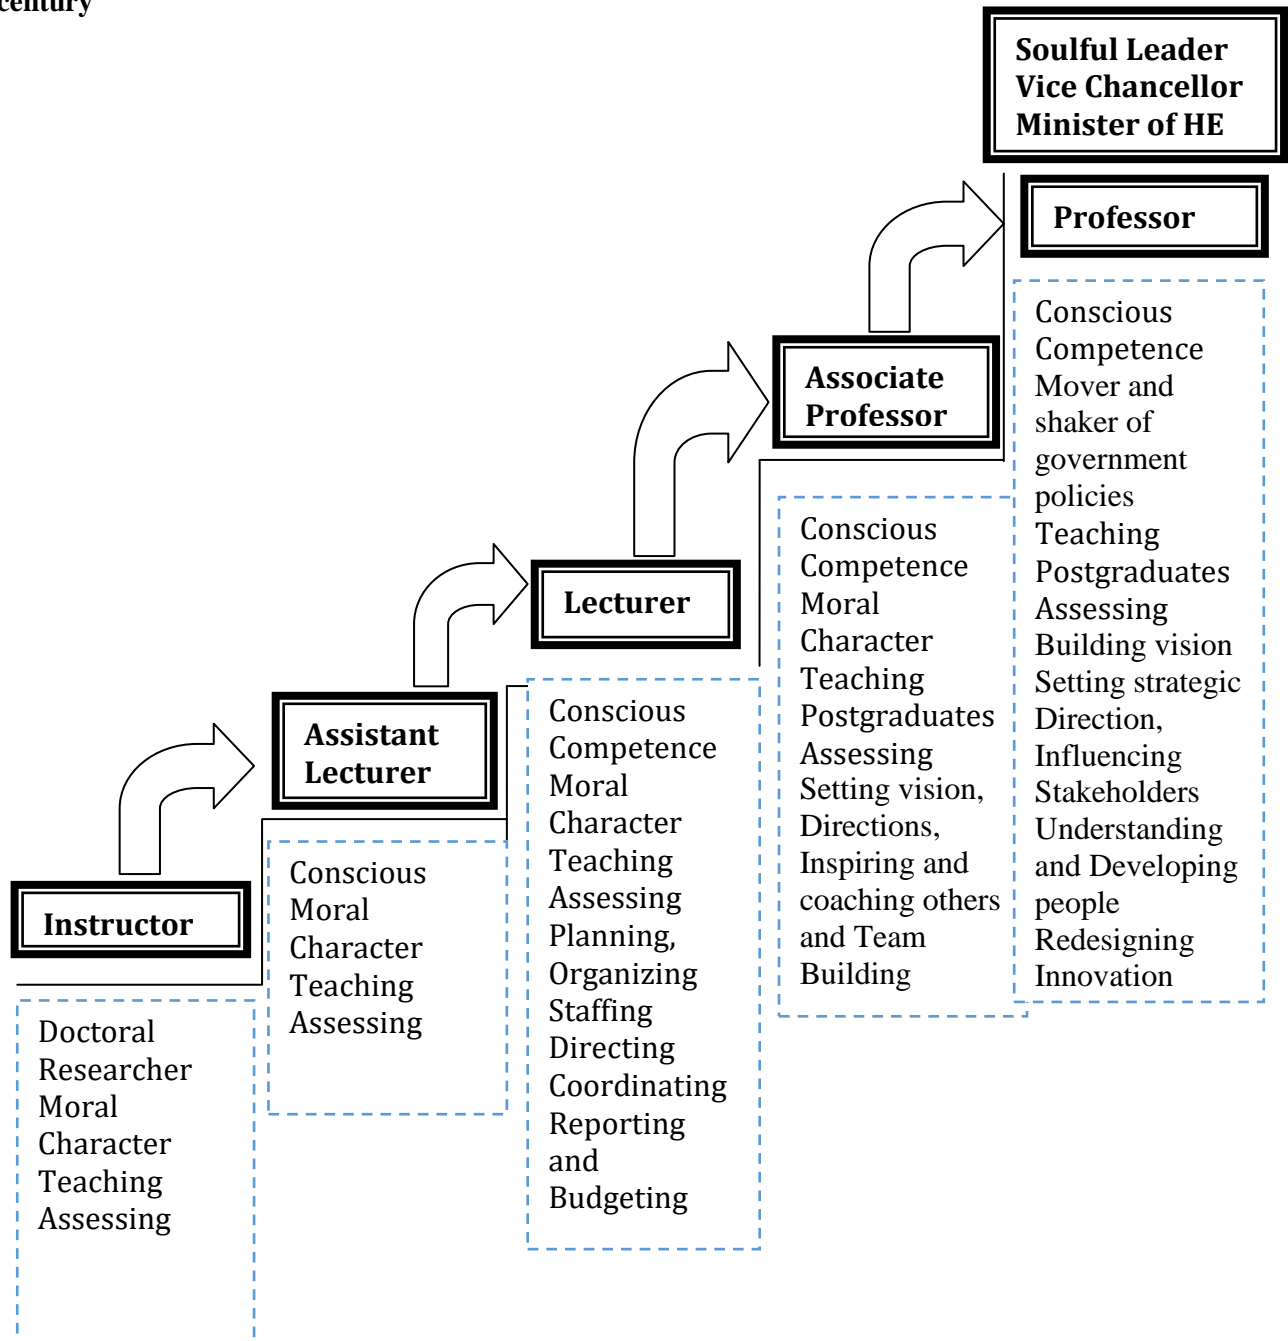 century
Soulful Leader
Vice Chancellor
Minister of HE
Professor
Conscious
Competence
Mover and
shaker of
government
policies
Teaching
Postgraduates
Assessing
Building vision
Setting strategic
Direction,
Influencing
Stakeholders
Understanding
and Developing
people
Redesigning
Innovation
Associate
Professor
Conscious
Competence
Moral
Character
Teaching
Postgraduates
Assessing
Setting vision,
Directions,
Inspiring and
coaching others
and Team
Building
Lecturer
Conscious
Competence
Moral
Character
Teaching
Assessing
Planning,
Organizing
Staffing
Directing
Coordinating
Reporting
and
Budgeting
Assistant
Lecturer
Conscious
Moral
Character
Teaching
Assessing
Instructor
Doctoral
Researcher
Moral
Character
Teaching
Assessing